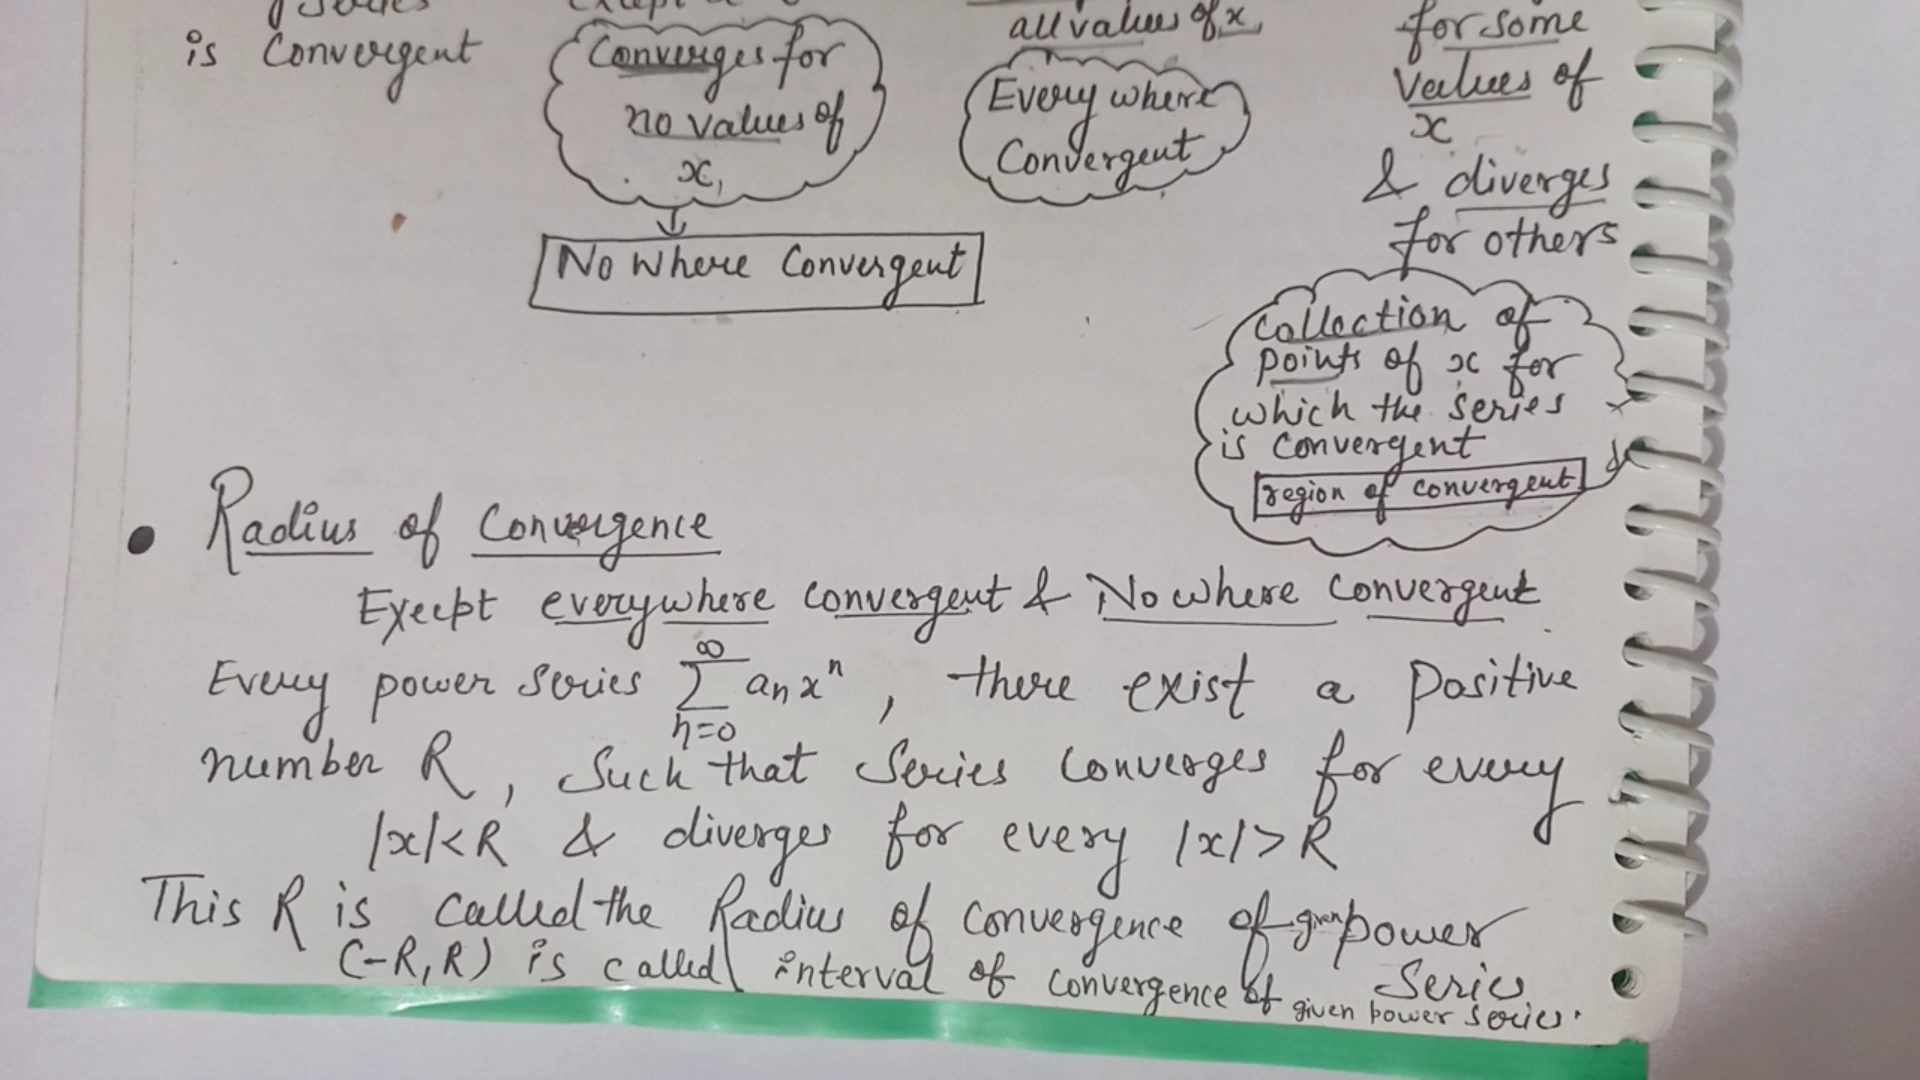 is Convergent
Converges for
no values of
x,
No Where Convergent
all values of x,
Every where
Convergent
for some
Values of
x
& diverges
for others
Collection of
points of x for
which the series
is convergent
region of convergent
• Radius of Convergence
Except everywhere convergent & No where convergent
Every power series ∑_{n=0}^{∞} a_n x^n , there exist a positive
number R, Such that Series converges for every
|x|<R & diverges for every |x|>R
This R is called the Radius of convergence of given power
Series
(-R, R) is called interval of convergence of given power series.